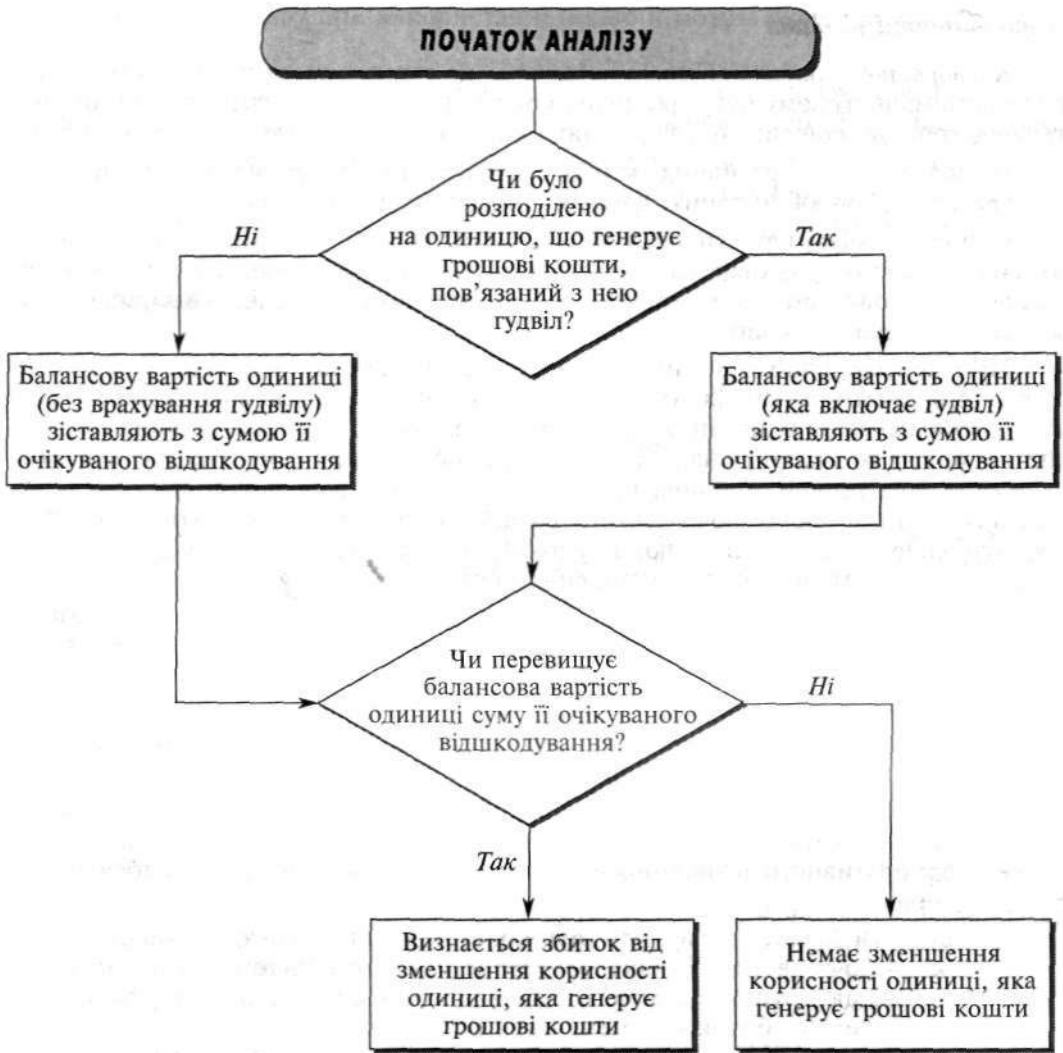 ПОЧАТОК АНАЛІЗУ
Чи було
розподілено
на одиницю, що генерує
грошові кошти,
пов’язаний з нею
гудвіл?
Ні
Так
Балансову вартість одиниці
(без врахування гудвілу)
зіставляють з сумою її
очікуваного відшкодування
Балансову вартість одиниці
(яка включає гудвіл)
зіставляють з сумою її
очікуваного відшкодування
Чи перевищує
балансова вартість
одиниці суму її очікуваного
відшкодування?
Ні
Так
Визнається збиток від
зменшення корисності
одиниці, яка генерує
грошові кошти
Немає зменшення
корисності одиниці, яка
генерує грошові кошти